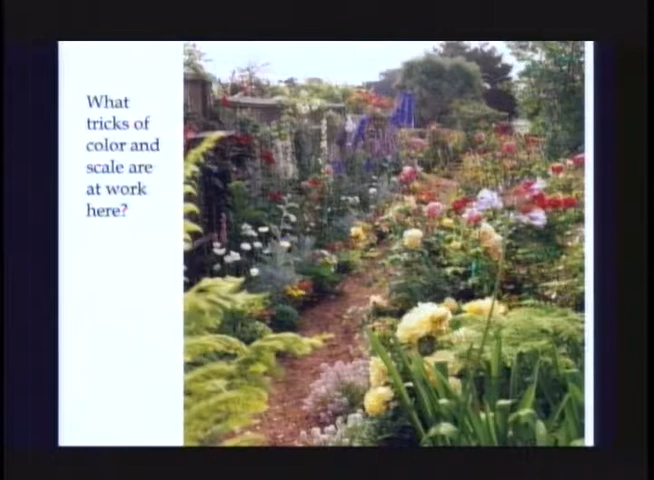 What
tricks of
color and
scale are
at work
here?